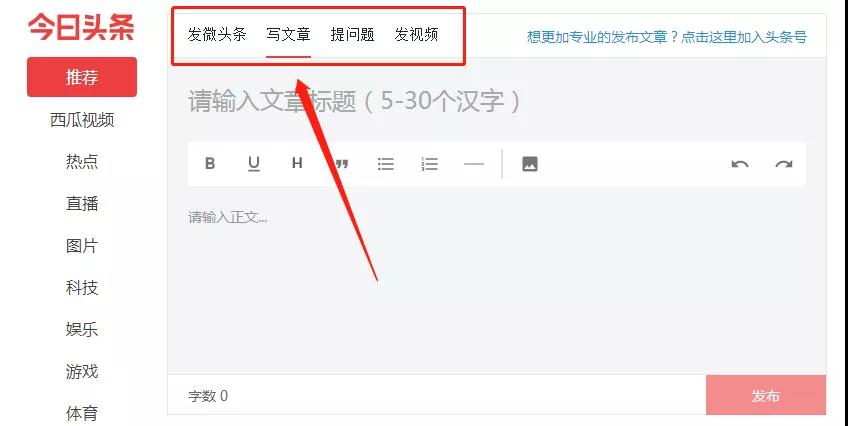 今日头条
推荐
西瓜视频
热点
直播
图片
科技
娱乐
游戏
体育
发微头条 写文章 提问题 发视频
想更加专业的发布文章？点击这里加入头条号
请输入文章标题（5-30个汉字）
B U H
请输入正文...
字数 0
发布